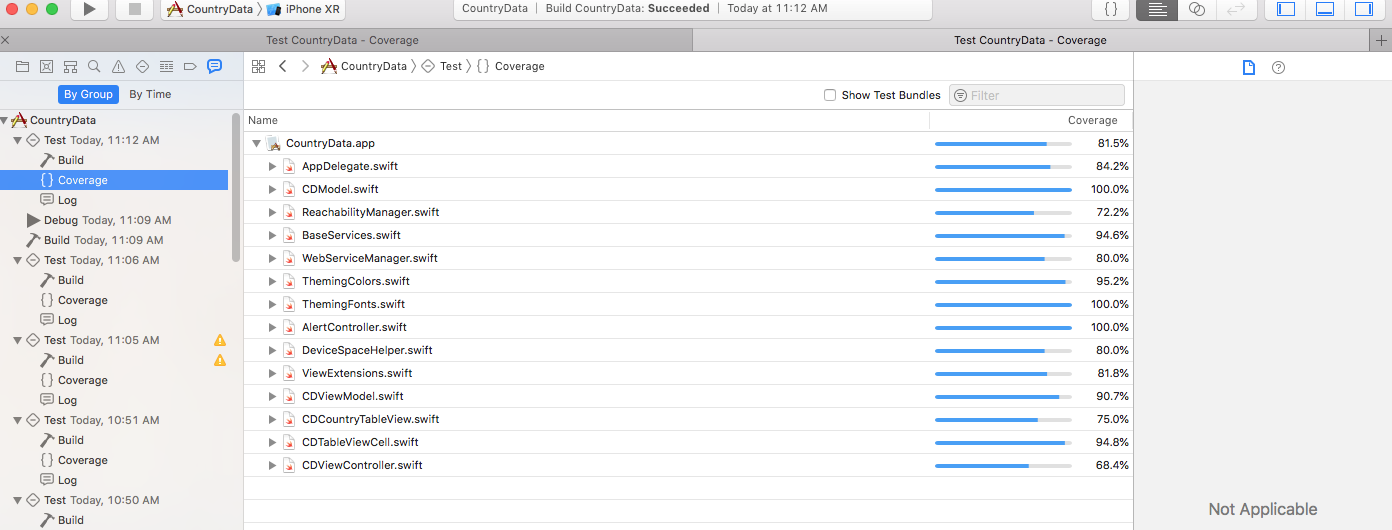 CountryData 〉 iPhone XR
CountryData | Build CountryData: Succeeded | Today at 11:12 AM
Test CountryData - Coverage
Test CountryData - Coverage
CountryData 〉 Test 〉 { } Coverage
By Group
By Time
Show Test Bundles
Filter
CountryData
Test Today, 11:12 AM
Build
Coverage
Log
Debug Today, 11:09 AM
Build Today, 11:09 AM
Test Today, 11:06 AM
Build
Coverage
Log
Test Today, 11:05 AM
Build
Coverage
Log
Test Today, 10:51 AM
Build
Coverage
Log
Test Today, 10:50 AM
Build
Name Coverage
CountryData.app 81.5%
AppDelegate.swift 84.2%
CDModel.swift 100.0%
ReachabilityManager.swift 72.2%
BaseServices.swift 94.6%
WebServiceManager.swift 80.0%
ThemingColors.swift 95.2%
ThemingFonts.swift 100.0%
AlertController.swift 100.0%
DeviceSpaceHelper.swift 80.0%
ViewExtensions.swift 81.8%
CDViewModel.swift 90.7%
CDCountryTableView.swift 75.0%
CDTableViewCell.swift 94.8%
CDViewController.swift 68.4%
Not Applicable